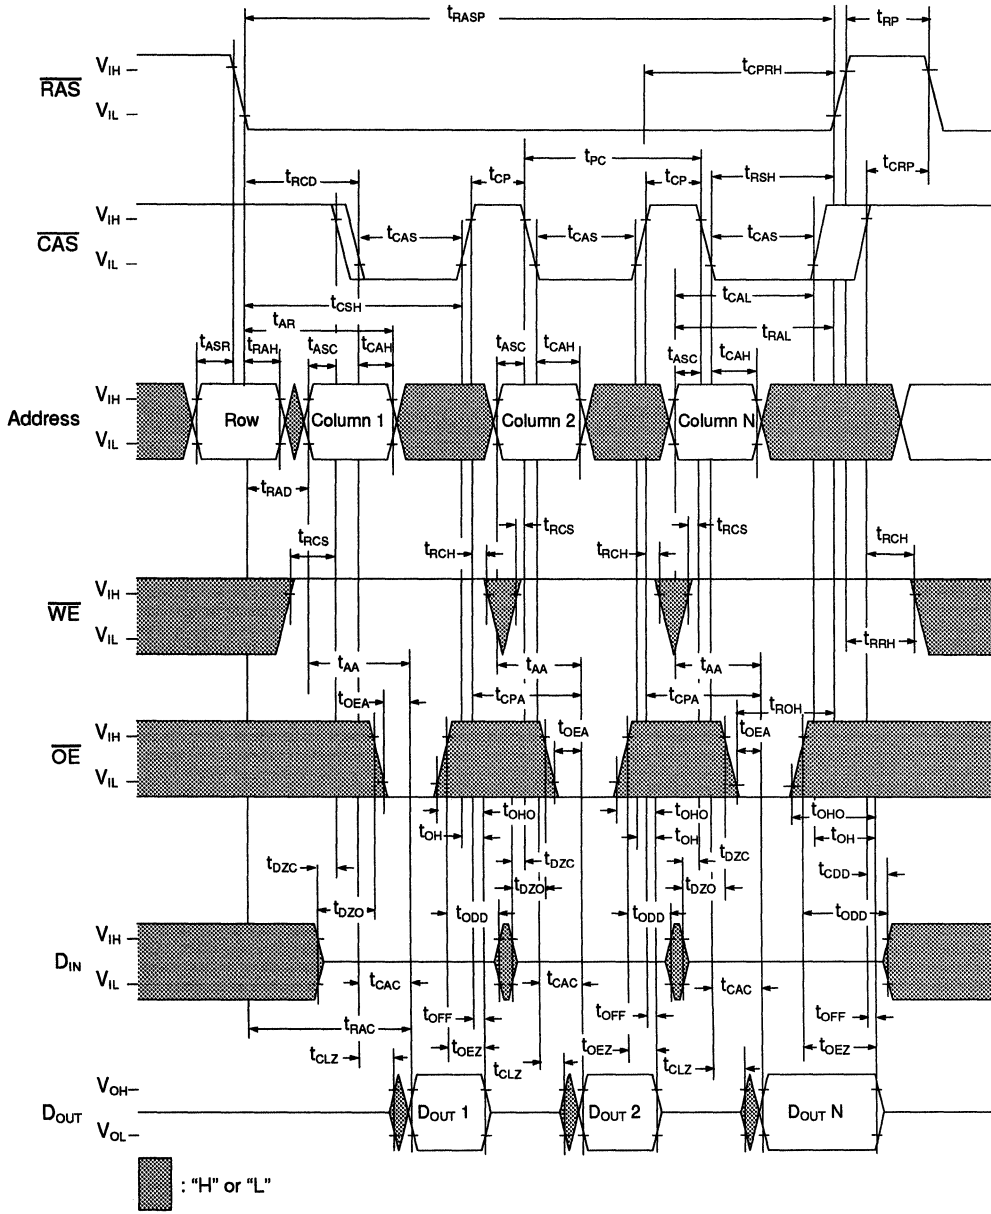 tRASP tRP
VIH
RAS
VIL
tCPRH
tPC
tRCD tCP tCP tRSH tCRP
VIH
CAS
VIL
tCAS tCAS tCAS
tCSH tCAL
tAR tRAL
tASR tRAH tASC tCAH tASC tCAH tASC tCAH
VIH
Address
VIL
Row Column 1 Column 2 Column N
tRAD
tRCS tRCS
tRCS tRCH tRCH tRCH
VIH
WE
VIL
tRRH
tAA tAA tAA
tOEA tCPA tCPA tROH
VIH
OE
VIL
tOEA tOEA
tOHO tOHO tOHO
tOH tOH tOH
tDZC tDZC tDZC tCDD
tDZO tDZO tDZO
tODD tODD tODD
VIH
DIN
VIL
tCAC tCAC tCAC
tRAC tOFF tOFF tOFF
tCLZ tOEZ tCLZ tOEZ tCLZ tOEZ
VOH
DOUT
VOL
DOUT 1 DOUT 2 DOUT N
: “H” or “L”